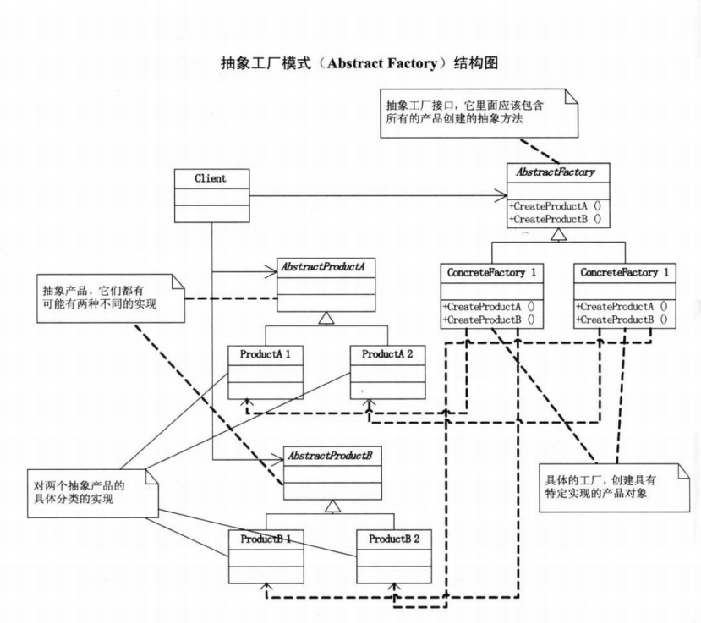 抽象工厂模式（Abstract Factory）结构图
抽象工厂接口，它里面应该包含
所有的产品创建的抽象方法
Client
AbstractFactory
+CreateProductA ()
+CreateProductB ()
AbstractProductA
ConcreteFactory 1
+CreateProductA ()
+CreateProductB ()
ConcreteFactory 1
+CreateProductA ()
+CreateProductB ()
抽象产品，它们都有
可能有两种不同的实现
ProductA 1
ProductA 2
AbstractProductB
对两个抽象产品的
具体分类的实现
具体的工厂，创建具有
特定实现的产品对象
ProductB 1
ProductB 2